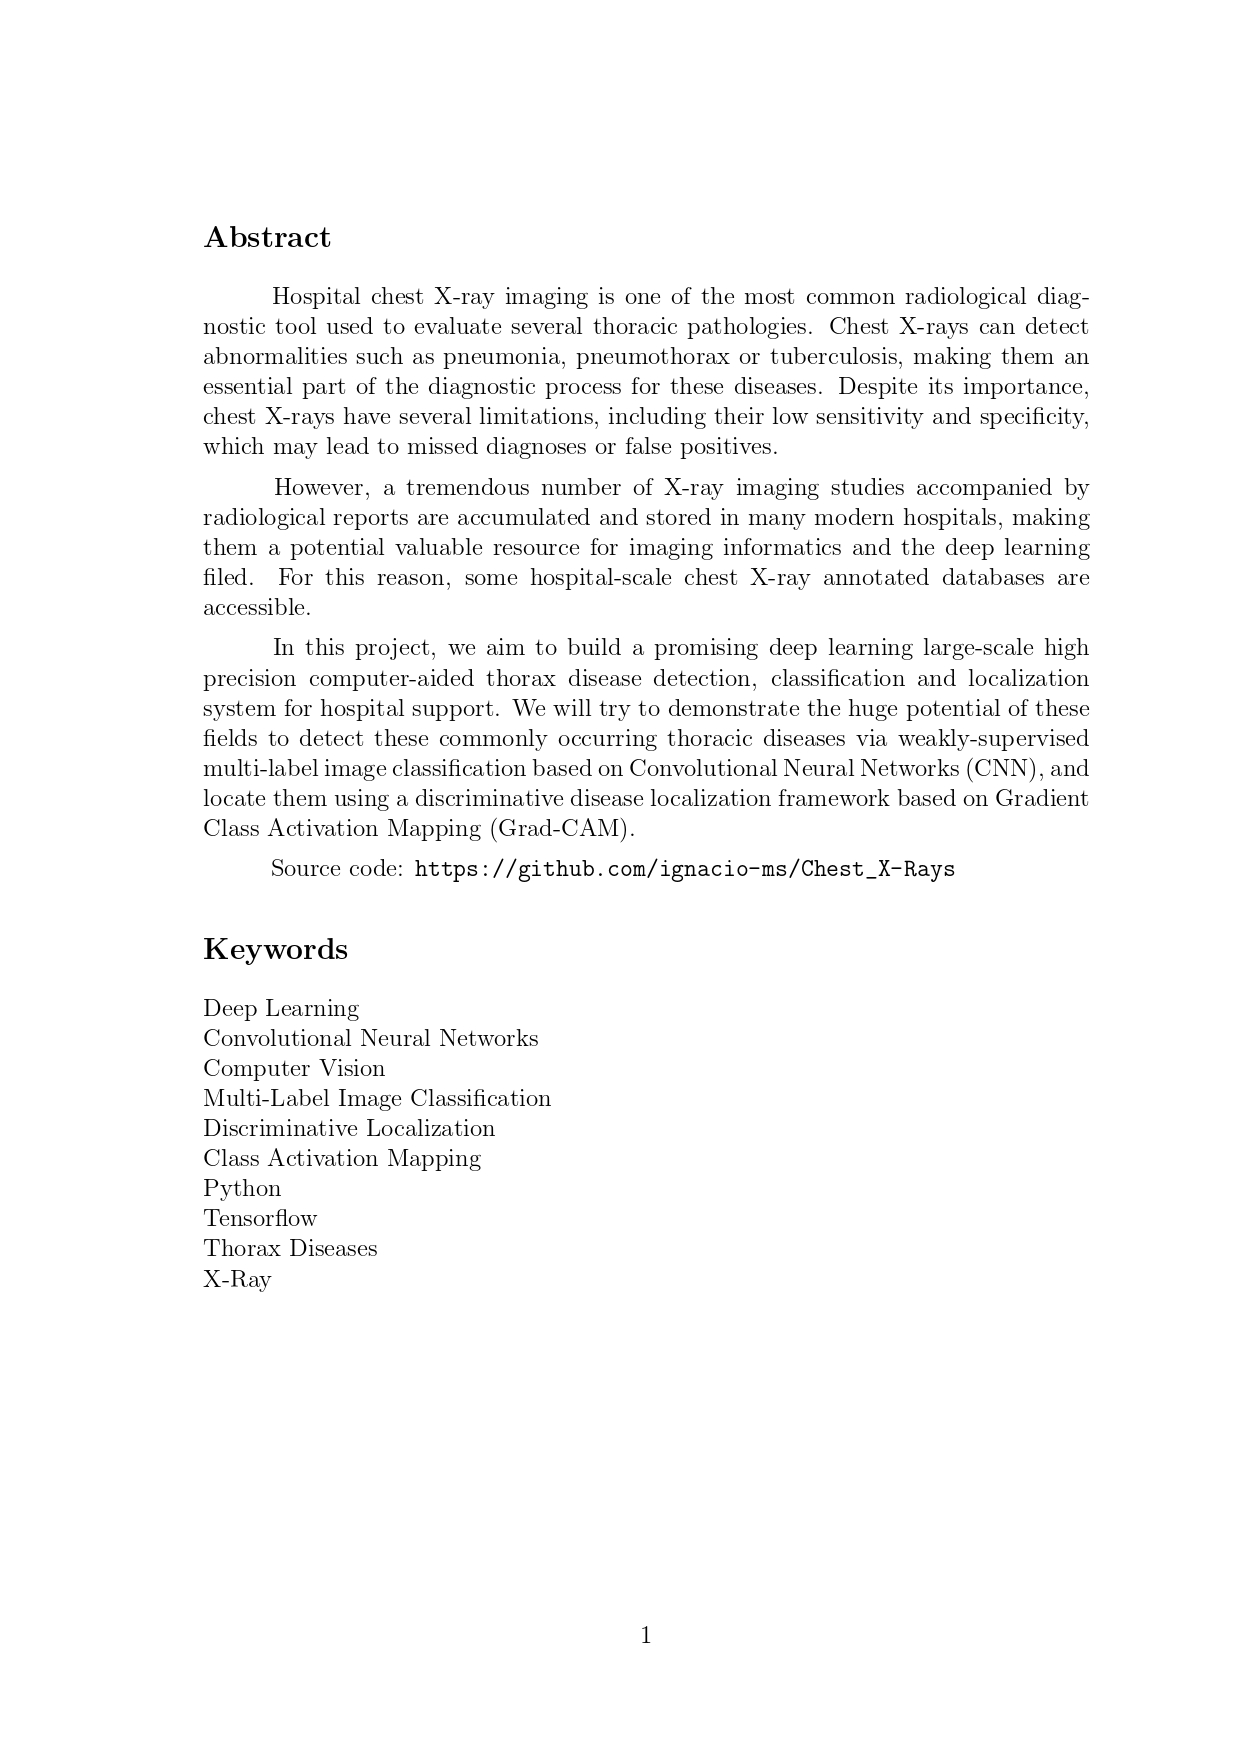 Abstract
Hospital chest X-ray imaging is one of the most common radiological diag-
nostic tool used to evaluate several thoracic pathologies. Chest X-rays can detect
abnormalities such as pneumonia, pneumothorax or tuberculosis, making them an
essential part of the diagnostic process for these diseases. Despite its importance,
chest X-rays have several limitations, including their low sensitivity and specificity,
which may lead to missed diagnoses or false positives.
However, a tremendous number of X-ray imaging studies accompanied by
radiological reports are accumulated and stored in many modern hospitals, making
them a potential valuable resource for imaging informatics and the deep learning
filed. For this reason, some hospital-scale chest X-ray annotated databases are
accessible.
In this project, we aim to build a promising deep learning large-scale high
precision computer-aided thorax disease detection, classification and localization
system for hospital support. We will try to demonstrate the huge potential of these
fields to detect these commonly occurring thoracic diseases via weakly-supervised
multi-label image classification based on Convolutional Neural Networks (CNN), and
locate them using a discriminative disease localization framework based on Gradient
Class Activation Mapping (Grad-CAM).
Source code: https://github.com/ignacio-ms/Chest_X-Rays
Keywords
Deep Learning
Convolutional Neural Networks
Computer Vision
Multi-Label Image Classification
Discriminative Localization
Class Activation Mapping
Python
Tensorflow
Thorax Diseases
X-Ray
1